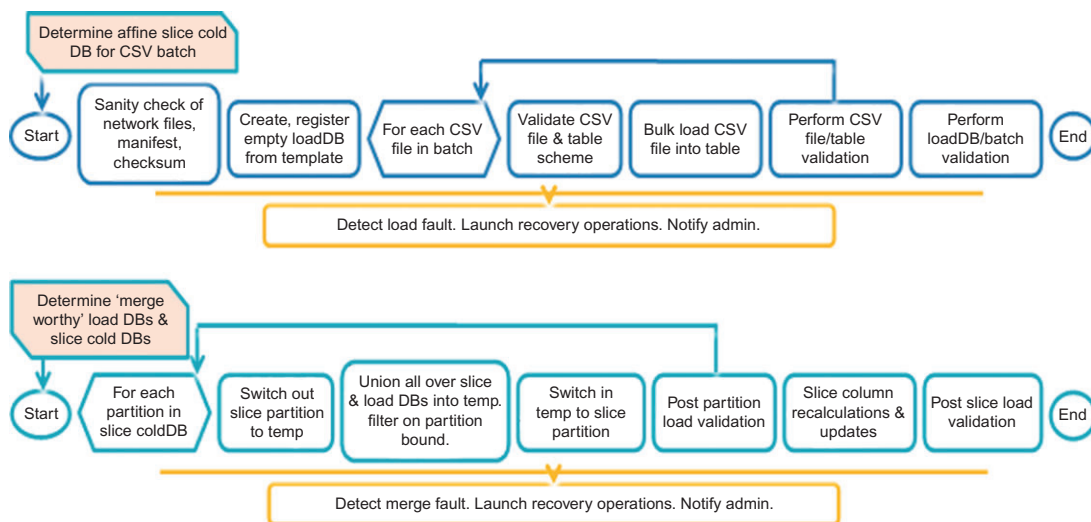 Determine affine slice cold
DB for CSV batch
Start
Sanity check of
network files,
manifest,
checksum
Create, register
empty loadDB
from template
For each CSV
file in batch
Validate CSV
file & table
scheme
Bulk load CSV
file into table
Perform CSV
file/table
validation
Perform
loadDB/batch
validation
End
Detect load fault. Launch recovery operations. Notify admin.
Determine ‘merge
worthy’ load DBs &
slice cold DBs
Start
For each
partition in
slice coldDB
Switch out
slice partition
to temp
Union all over slice
& load DBs into temp.
filter on partition
bound.
Switch in
temp to slice
partition
Post partition
load validation
Slice column
recalculations &
updates
Post slice load
validation
End
Detect merge fault. Launch recovery operations. Notify admin.